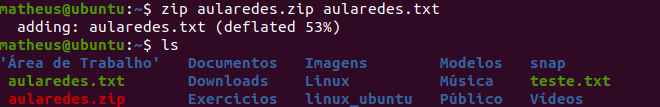 matheus@ubuntu:~$ zip aularedes.zip aularedes.txt
  adding: aularedes.txt (deflated 53%)
matheus@ubuntu:~$ ls
'Área de Trabalho'   Documentos   Imagens        Modelos   snap
 aularedes.txt       Downloads    Linux          Música    teste.txt
 aularedes.zip       Exercicios   linux_ubuntu   Público   Vídeos